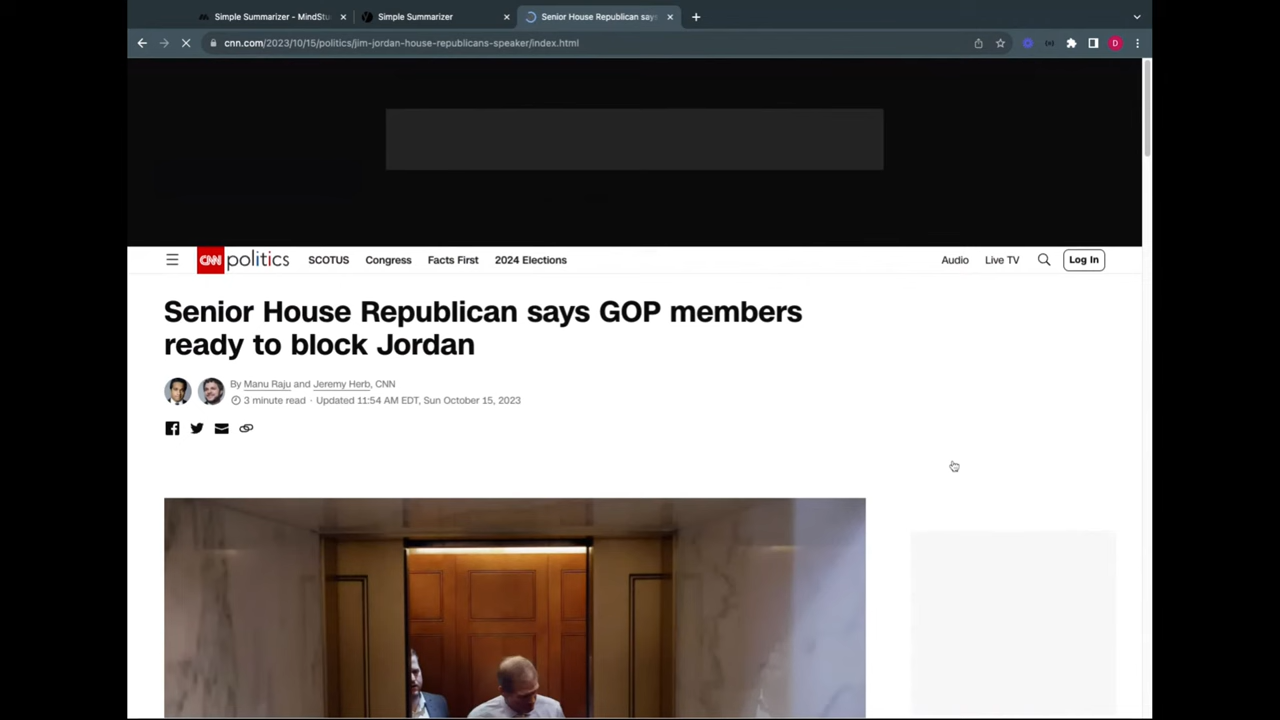 Simple Summarizer - MindStu
Simple Summarizer
Senior House Republican says
cnn.com/2023/10/15/politics/jim-jordan-house-republicans-speaker/index.html
D
CNN politics SCOTUS Congress Facts First 2024 Elections Audio Live TV Log In
Senior House Republican says GOP members
ready to block Jordan
By Manu Raju and Jeremy Herb, CNN
3 minute read · Updated 11:54 AM EDT, Sun October 15, 2023